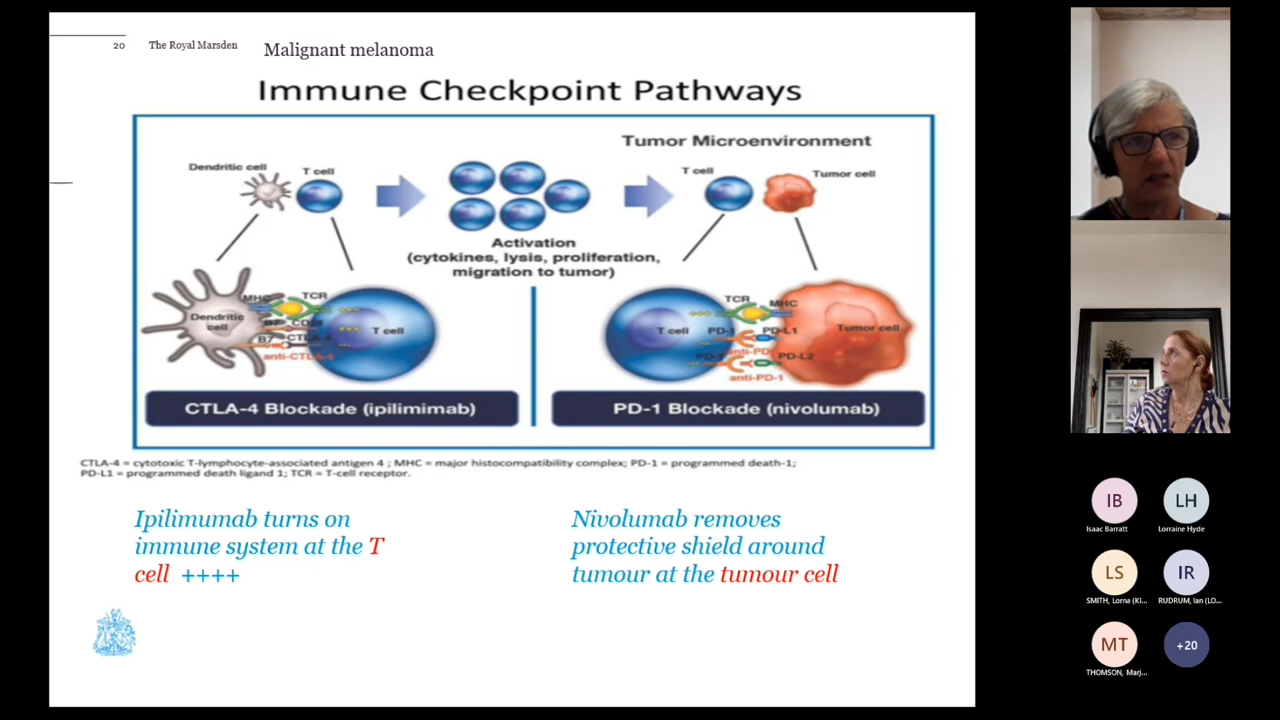 20
The Royal Marsden
Malignant melanoma
Immune Checkpoint Pathways
Tumor Microenvironment
Dendritic cell
T cell
T cell
Tumor cell
Activation
(cytokines, lysis, proliferation,
migration to tumor)
MHC
TCR
Dendritic
cell
B7
T cell
B7
CTLA-4
anti-CTLA-4
TCR
MHC
T cell
PD-1
PD-L1
Tumor cell
anti-PD
PD-L2
anti-PD-1
CTLA-4 Blockade (ipilimimab)
PD-1 Blockade (nivolumab)
CTLA-4 = cytotoxic T-lymphocyte-associated antigen 4 ; MHC = major histocompatibility complex; PD-1 = programmed death-1;
PD-L1 = programmed death ligand 1; TCR = T-cell receptor.
Ipilimumab turns on
immune system at the T
cell ++++
Nivolumab removes
protective shield around
tumour at the tumour cell
IB
LH
Isaac Barratt
Lorraine Hyde
LS
IR
SMITH, Lorna (KI...
RUDRUM, Ian (LO...
MT
+20
THOMSON, Marj...